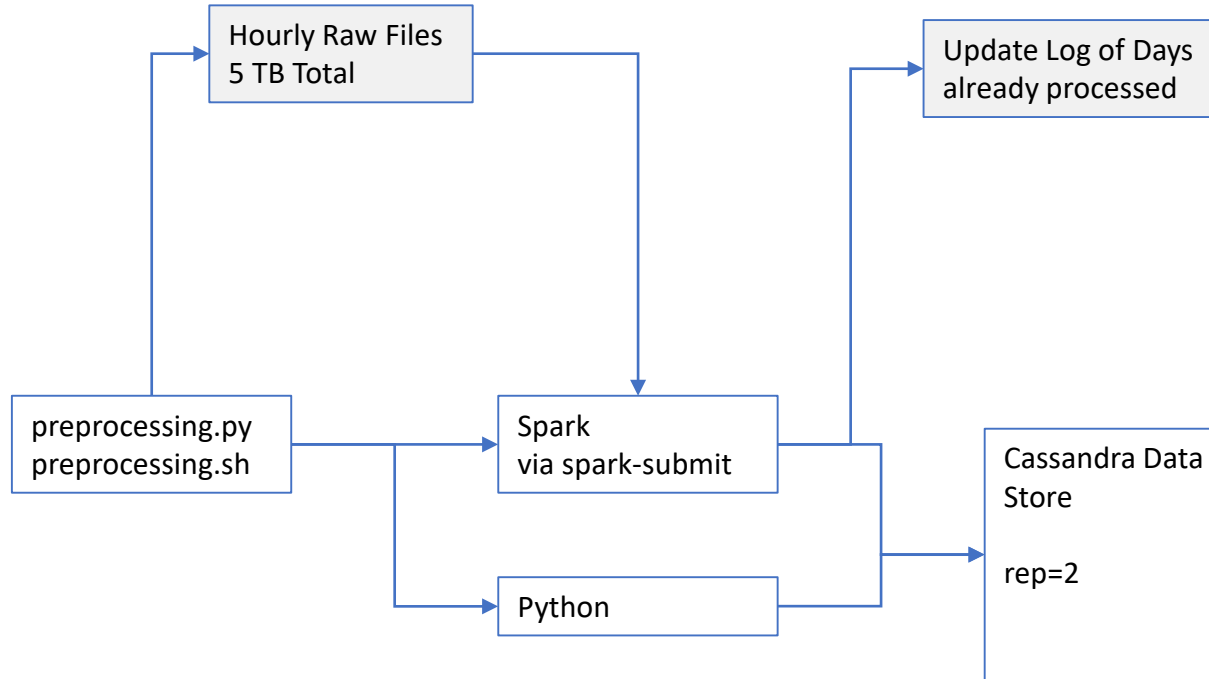 Hourly Raw Files
5 TB Total
Update Log of Days
already processed
preprocessing.py
preprocessing.sh
Spark
via spark-submit
Python
Cassandra Data
Store
rep=2